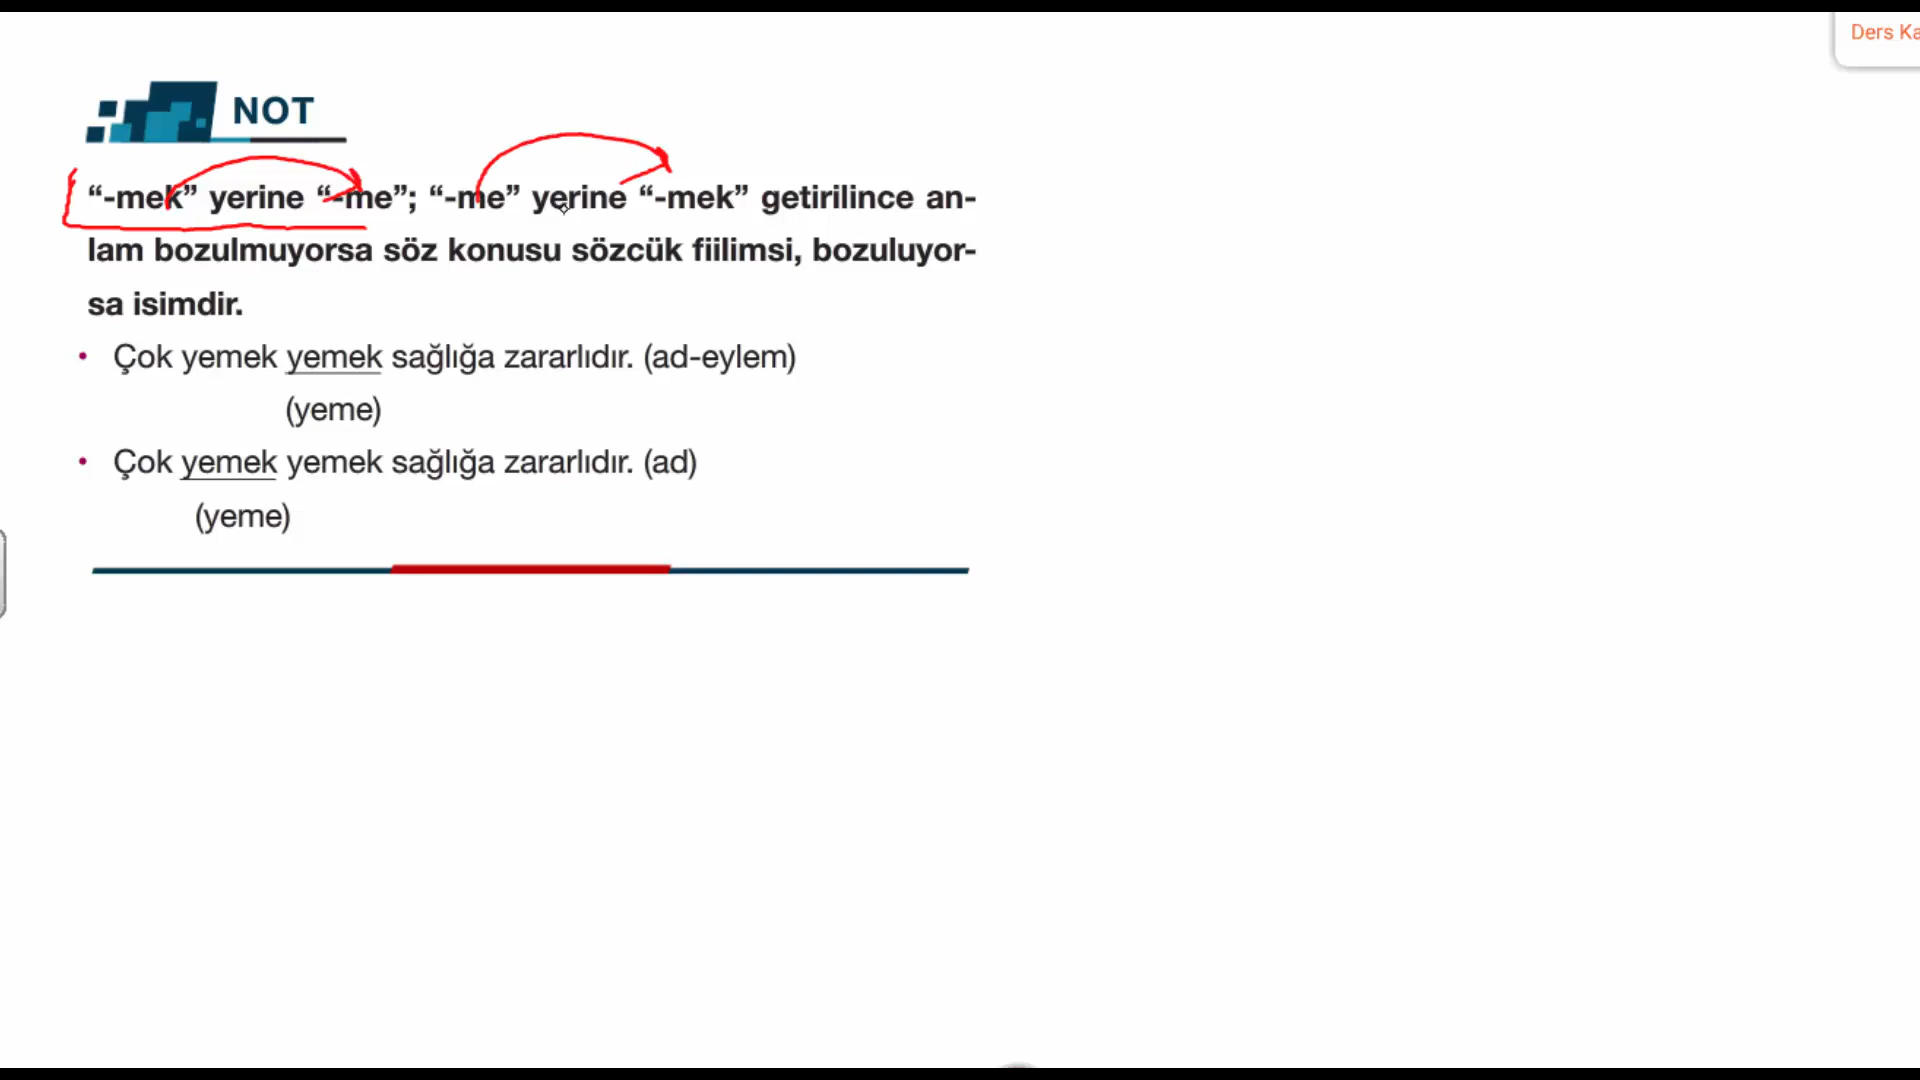 Ders Ka
NOT
“-mek” yerine “-me”; “-me” yerine “-mek” getirilince an-
lam bozulmuyorsa söz konusu sözcük fiilimsi, bozuluyor-
sa isimdir.
• Çok yemek yemek sağlığa zararlıdır. (ad-eylem)
(yeme)
• Çok yemek yemek sağlığa zararlıdır. (ad)
(yeme)